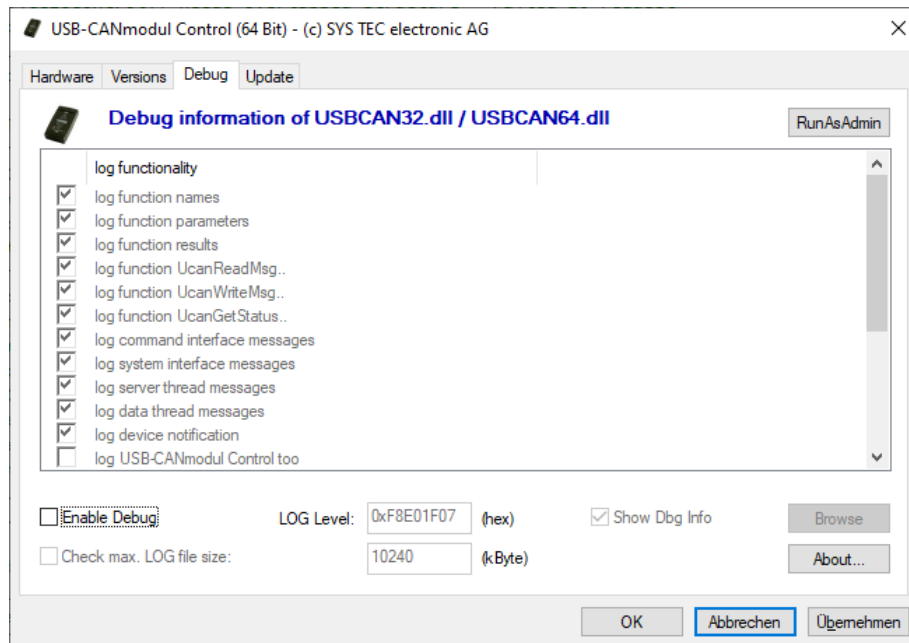 USB-CANmodul Control (64 Bit) - (c) SYS TEC electronic AG
Hardware Versions Debug Update
Debug information of USBCAN32.dll / USBCAN64.dll
RunAsAdmin
log functionality
log function names
log function parameters
log function results
log function UcanReadMsg..
log function UcanWriteMsg..
log function UcanGetStatus..
log command interface messages
log system interface messages
log server thread messages
log data thread messages
log device notification
log USB-CANmodul Control too
Enable Debug LOG Level: 0xF8E01F07 (hex) Show Dbg Info Browse
Check max. LOG file size: 10240 (kByte) About...
OK Abbrechen Übernehmen